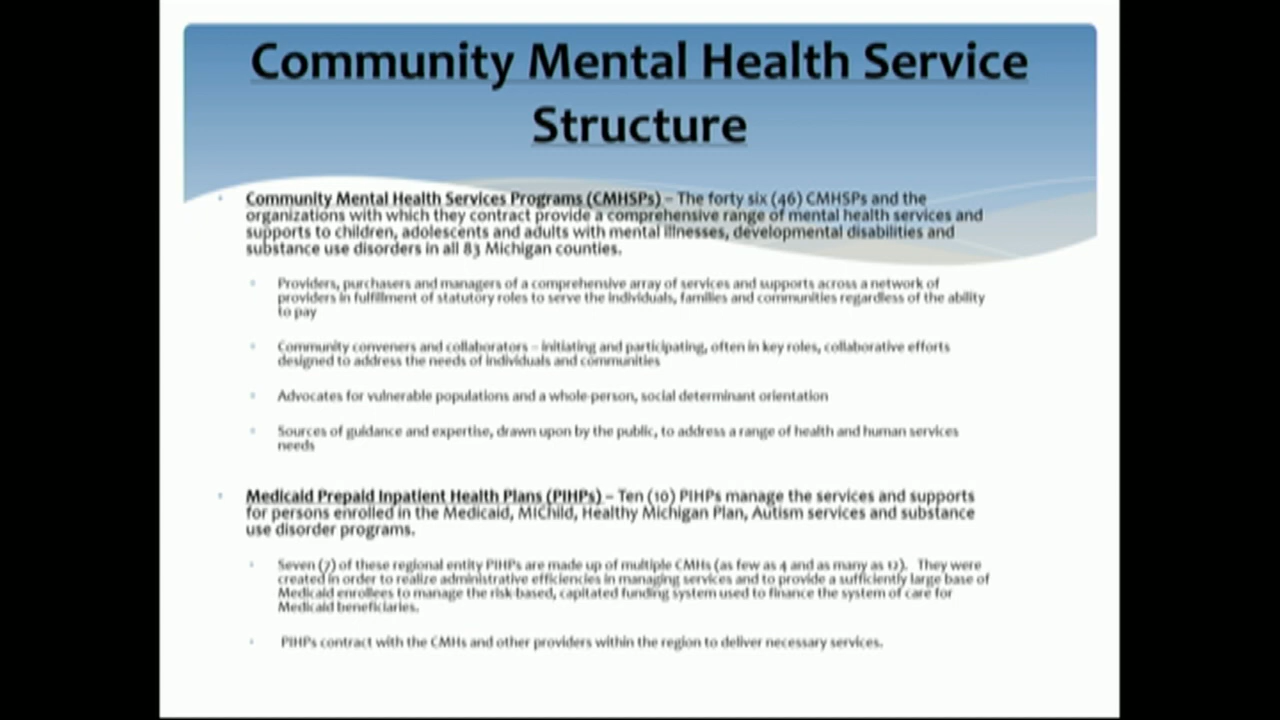 Community Mental Health Service
Structure
Community Mental Health Services Programs (CMHSPs) – The forty six (46) CMHSPs and the
organizations with which they contract provide a comprehensive range of mental health services and
supports to children, adolescents and adults with mental illnesses, developmental disabilities and
substance use disorders in all 83 Michigan counties.
Providers, purchasers and managers of a comprehensive array of services and supports across a network of
providers in fulfillment of statutory roles to serve the individuals, families and communities regardless of the ability
to pay
Community conveners and collaborators – initiating and participating, often in key roles, collaborative efforts
designed to address the needs of individuals and communities
Advocates for vulnerable populations and a whole-person, social determinant orientation
Sources of guidance and expertise, drawn upon by the public, to address a range of health and human services
needs
Medicaid Prepaid Inpatient Health Plans (PIHPs) – Ten (10) PIHPs manage the services and supports
for persons enrolled in the Medicaid, MIChild, Healthy Michigan Plan, Autism services and substance
use disorder programs.
Seven (7) of these regional entity PIHPs are made up of multiple CMHs (as few as 4 and as many as 12). They were
created in order to realize administrative efficiencies in managing services and to provide a sufficiently large base of
Medicaid enrollees to manage the risk-based, capitated funding system used to finance the system of care for
Medicaid beneficiaries.
PIHPs contract with the CMHs and other providers within the region to deliver necessary services.